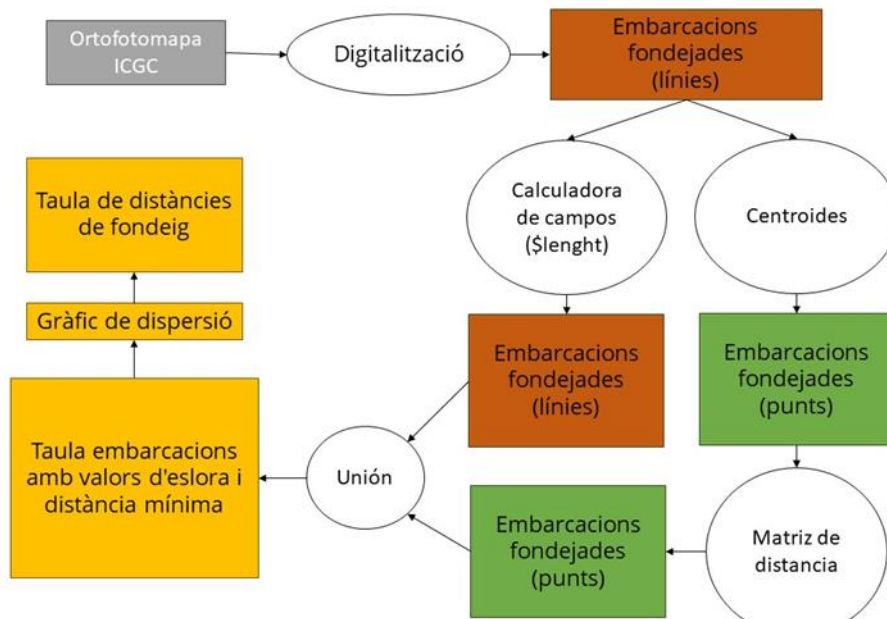 Ortofotomapa
ICGC
Digitalització
Embarcacions
fondejades
(línies)
Calculadora
de campos
($lenght)
Centroides
Embarcacions
fondejades
(línies)
Embarcacions
fondejades
(punts)
Matriz de
distancia
Embarcacions
fondejades
(punts)
Unión
Taula embarcacions
amb valors d'eslora i
distància mínima
Gràfic de dispersió
Taula de distàncies
de fondeig